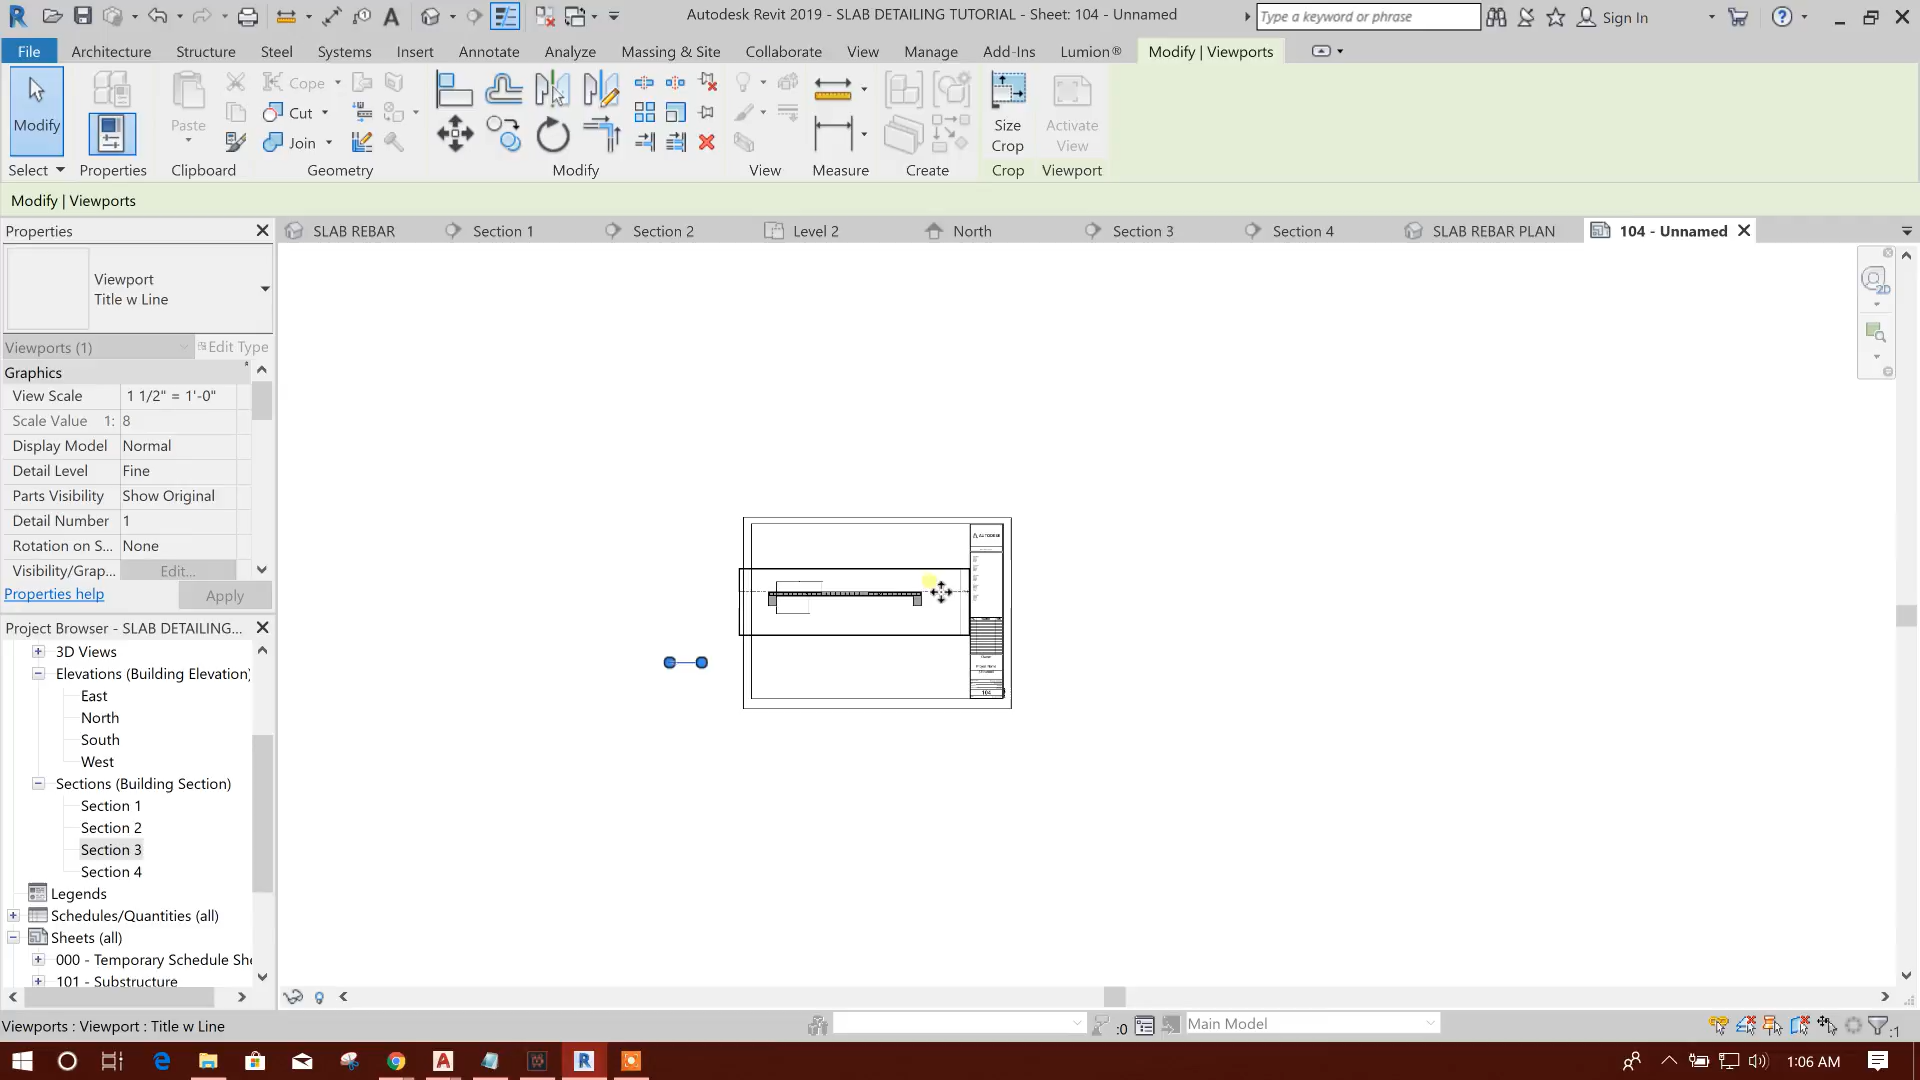 Autodesk Revit 2019 - SLAB DETAILING TUTORIAL - Sheet: 104 - Unnamed
Type a keyword or phrase
Sign In
File Architecture Structure Steel Systems Insert Annotate Analyze Massing & Site Collaborate View Manage Add-Ins Lumion® Modify | Viewports
Modify
Paste
Cope
Cut
Join
Size
Crop
Activate
View
Select Properties Clipboard Geometry Modify View Measure Create Crop Viewport
Modify | Viewports
Properties
SLAB REBAR Section 1 Section 2 Level 2 North Section 3 Section 4 SLAB REBAR PLAN 104 - Unnamed
2D
Viewport
Title w Line
Viewports (1) Edit Type
Graphics
View Scale 1 1/2" = 1'-0"
Scale Value 1: 8
Display Model Normal
Detail Level Fine
Parts Visibility Show Original
Detail Number 1
Rotation on S... None
Visibility/Grap... Edit...
Properties help Apply
Project Browser - SLAB DETAILING...
3D Views
Elevations (Building Elevation)
East
North
South
West
Sections (Building Section)
Section 1
Section 2
Section 3
Section 4
Legends
Schedules/Quantities (all)
Sheets (all)
000 - Temporary Schedule She
101 - Substructure
AUTODESK
104
Viewports : Viewport : Title w Line
:0
Main Model
:1
1:06 AM